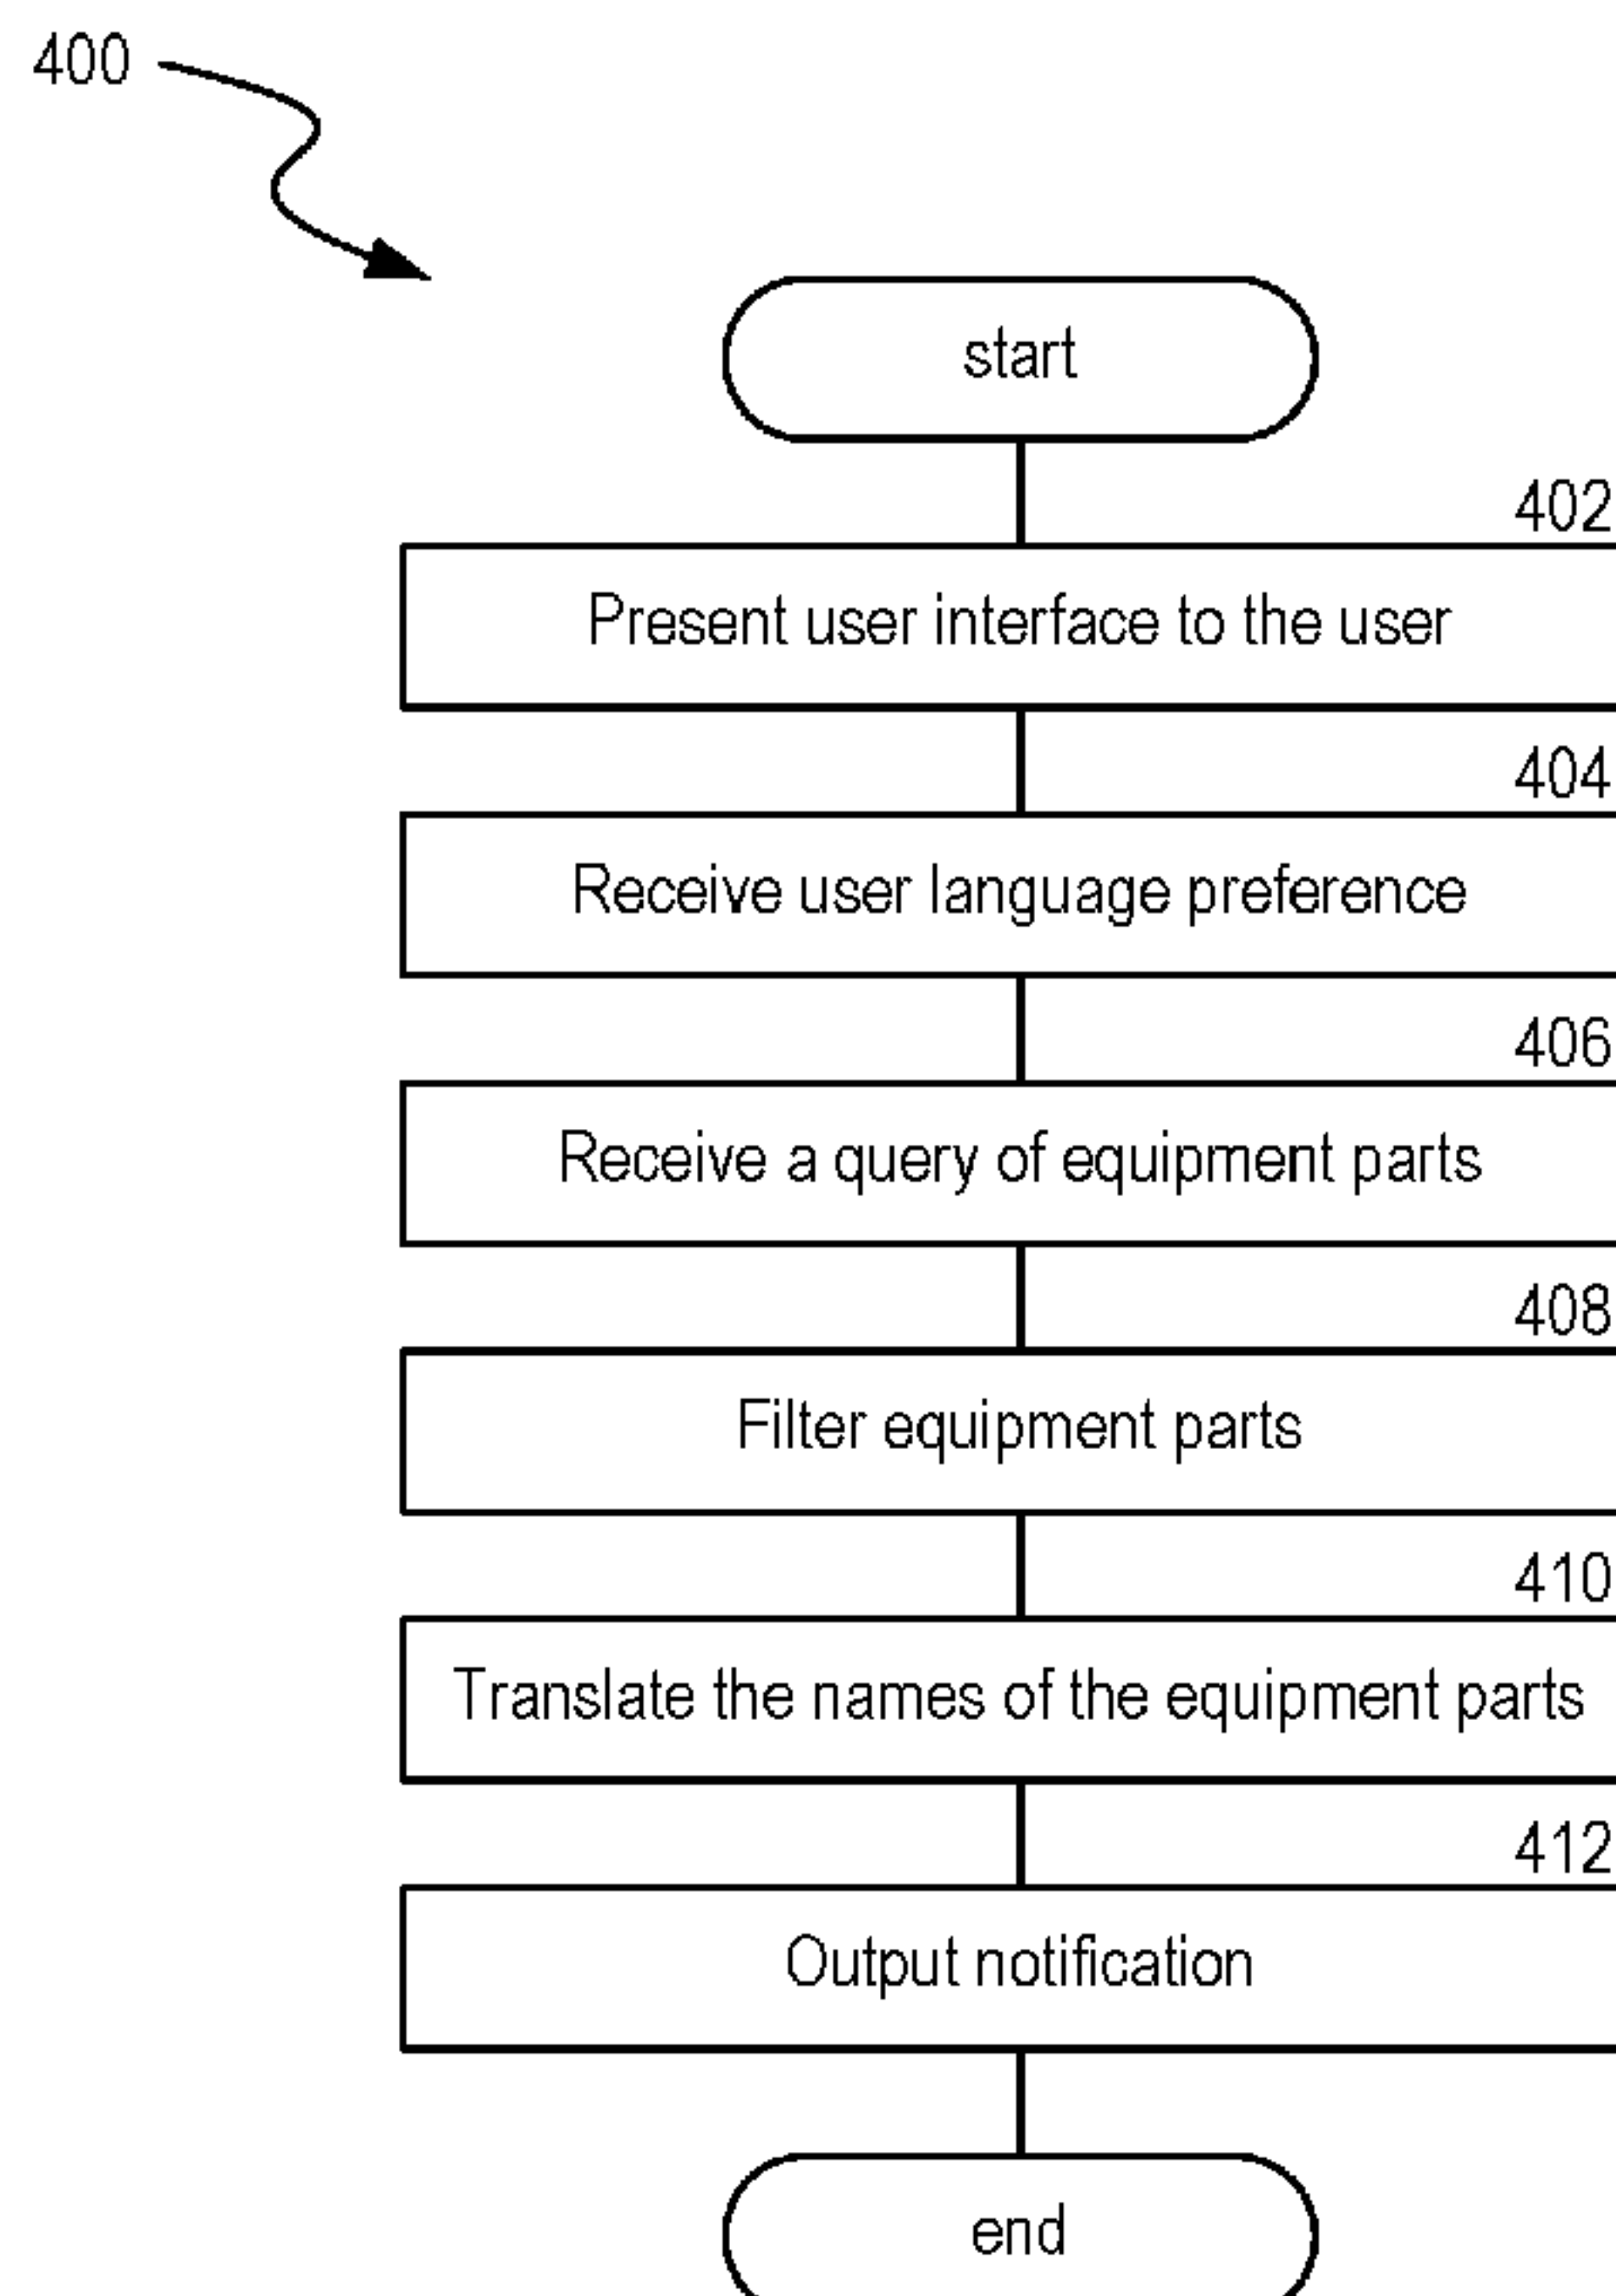 400
start
402
Present user interface to the user
404
Receive user language preference
406
Receive a query of equipment parts
408
Filter equipment parts
410
Translate the names of the equipment parts
412
Output notification
end